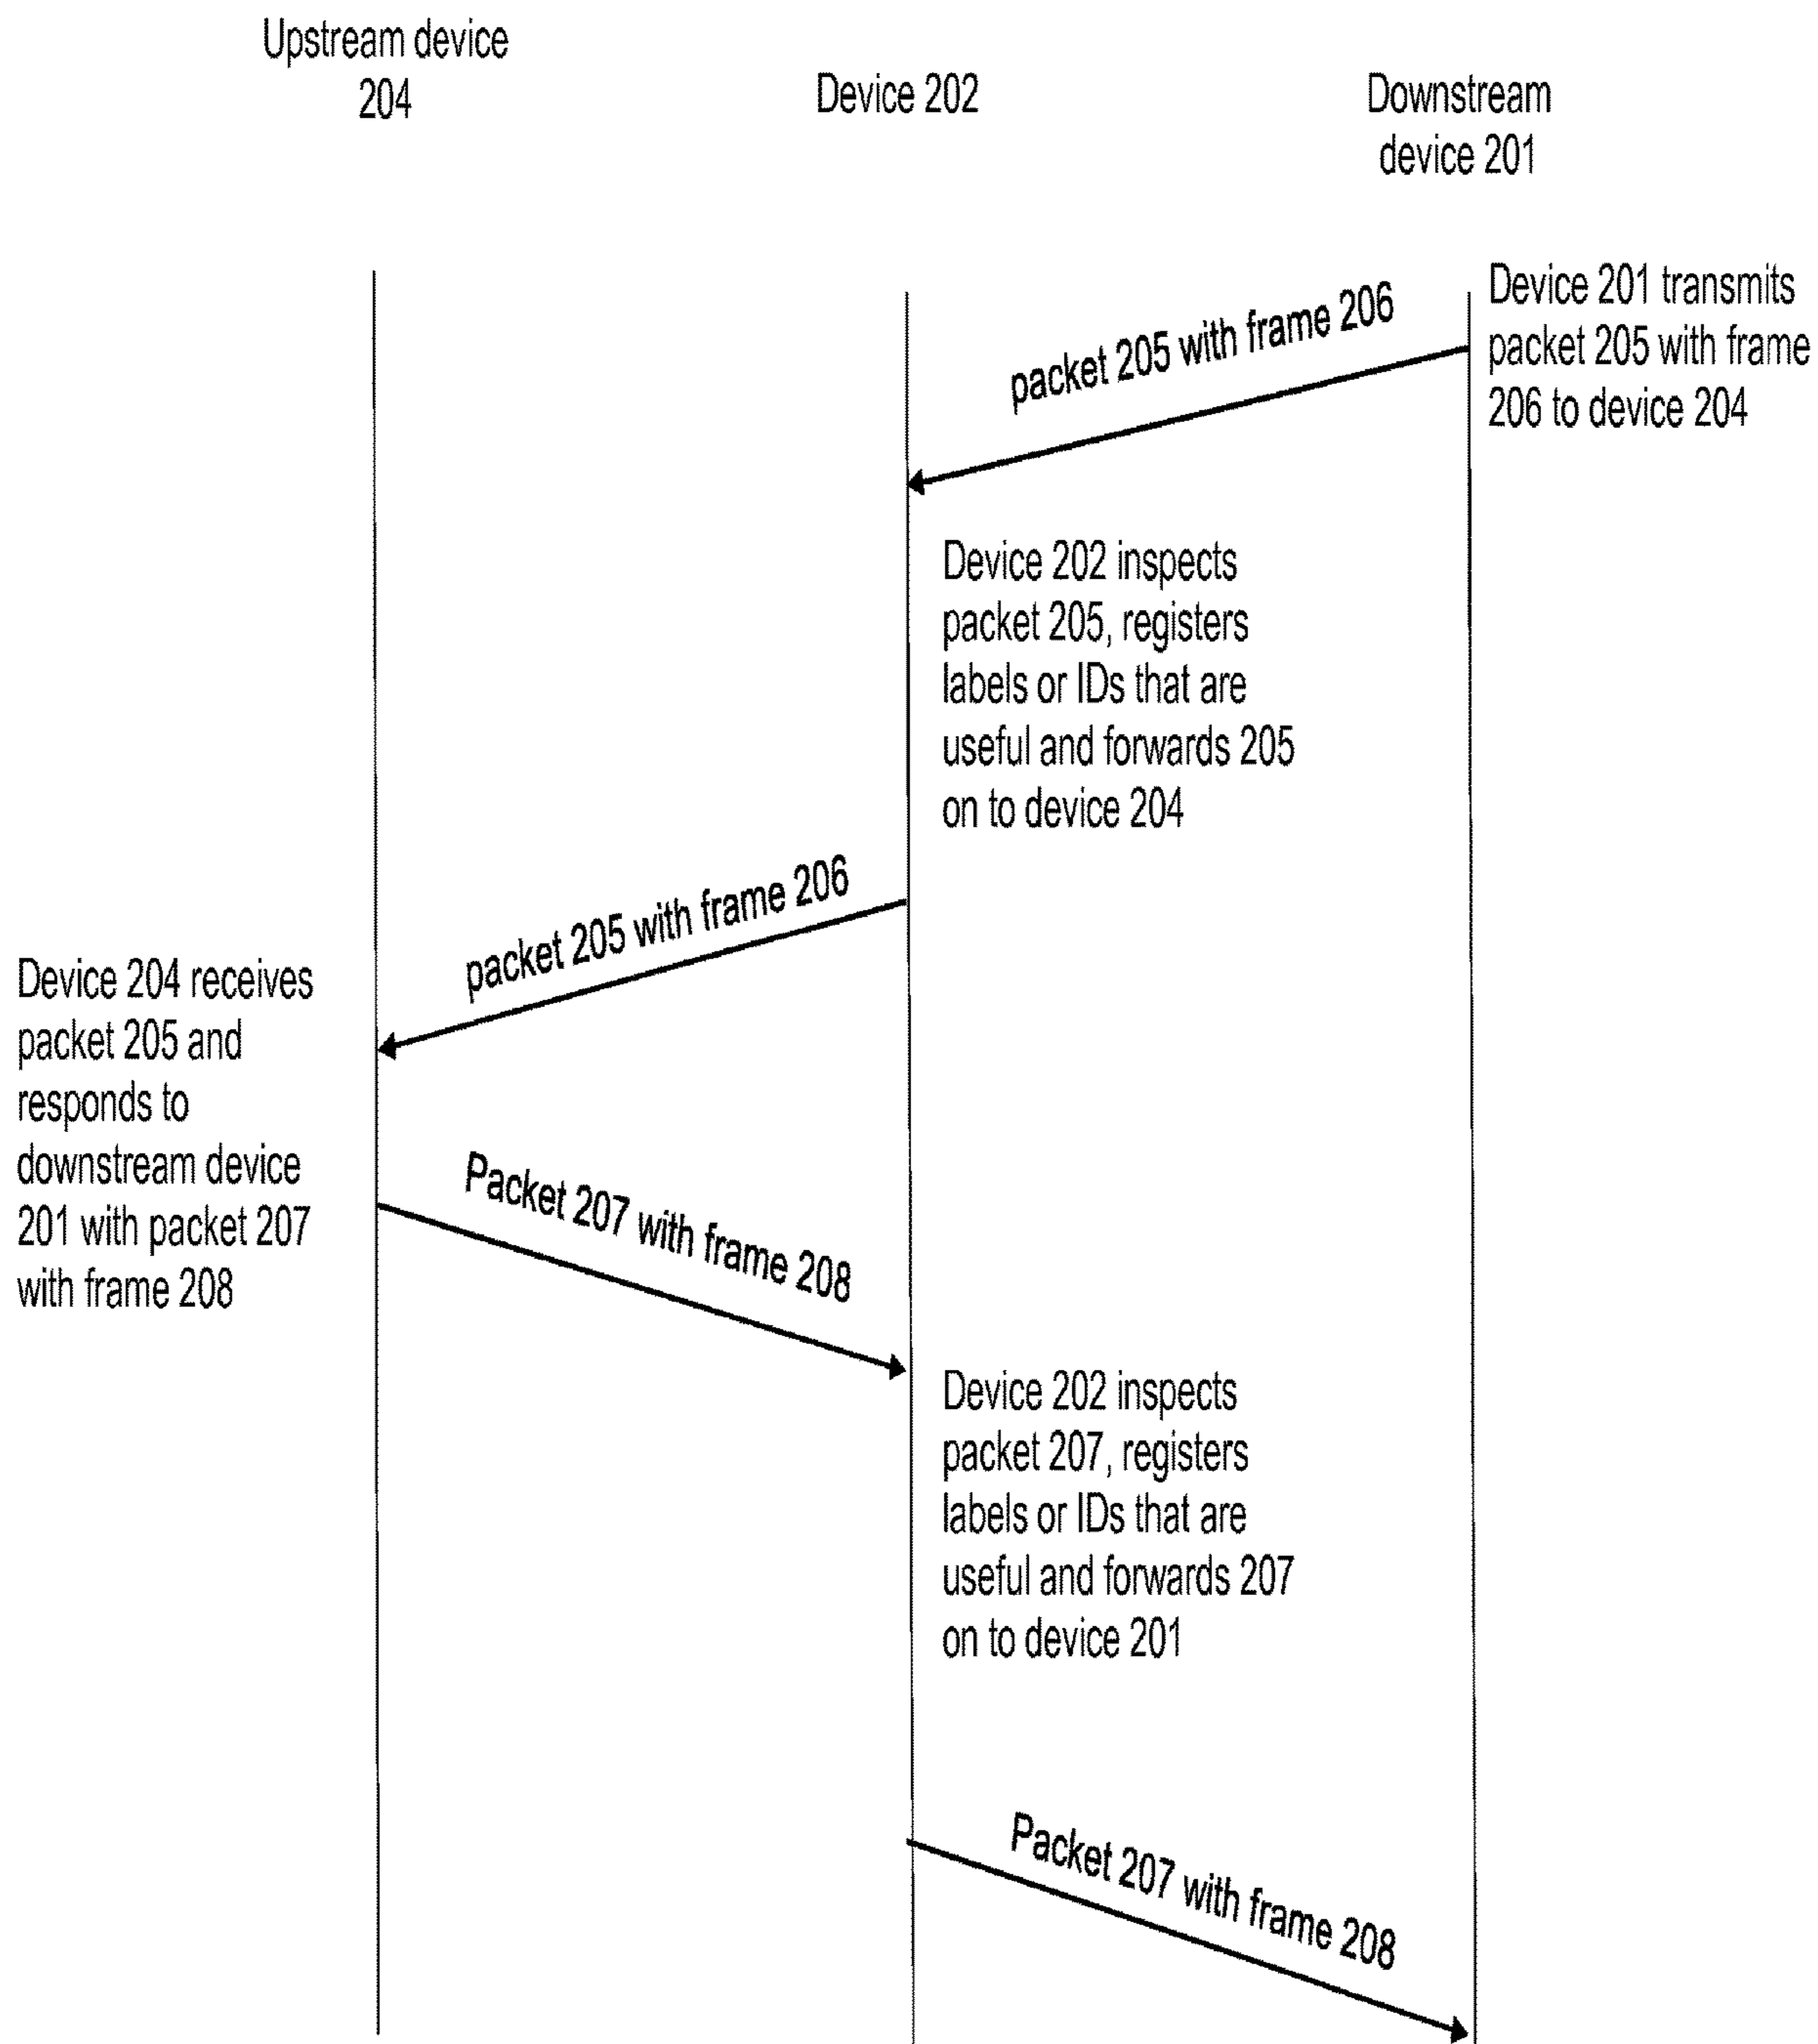 Upstream device
204
Device 202
Downstream
device 201
Device 201 transmits
packet 205 with frame
206 to device 204
packet 205 with frame 206
Device 202 inspects
packet 205, registers
labels or IDs that are
useful and forwards 205
on to device 204
packet 205 with frame 206
Device 204 receives
packet 205 and
responds to
downstream device
201 with packet 207
with frame 208
Packet 207 with frame 208
Device 202 inspects
packet 207, registers
labels or IDs that are
useful and forwards 207
on to device 201
Packet 207 with frame 208